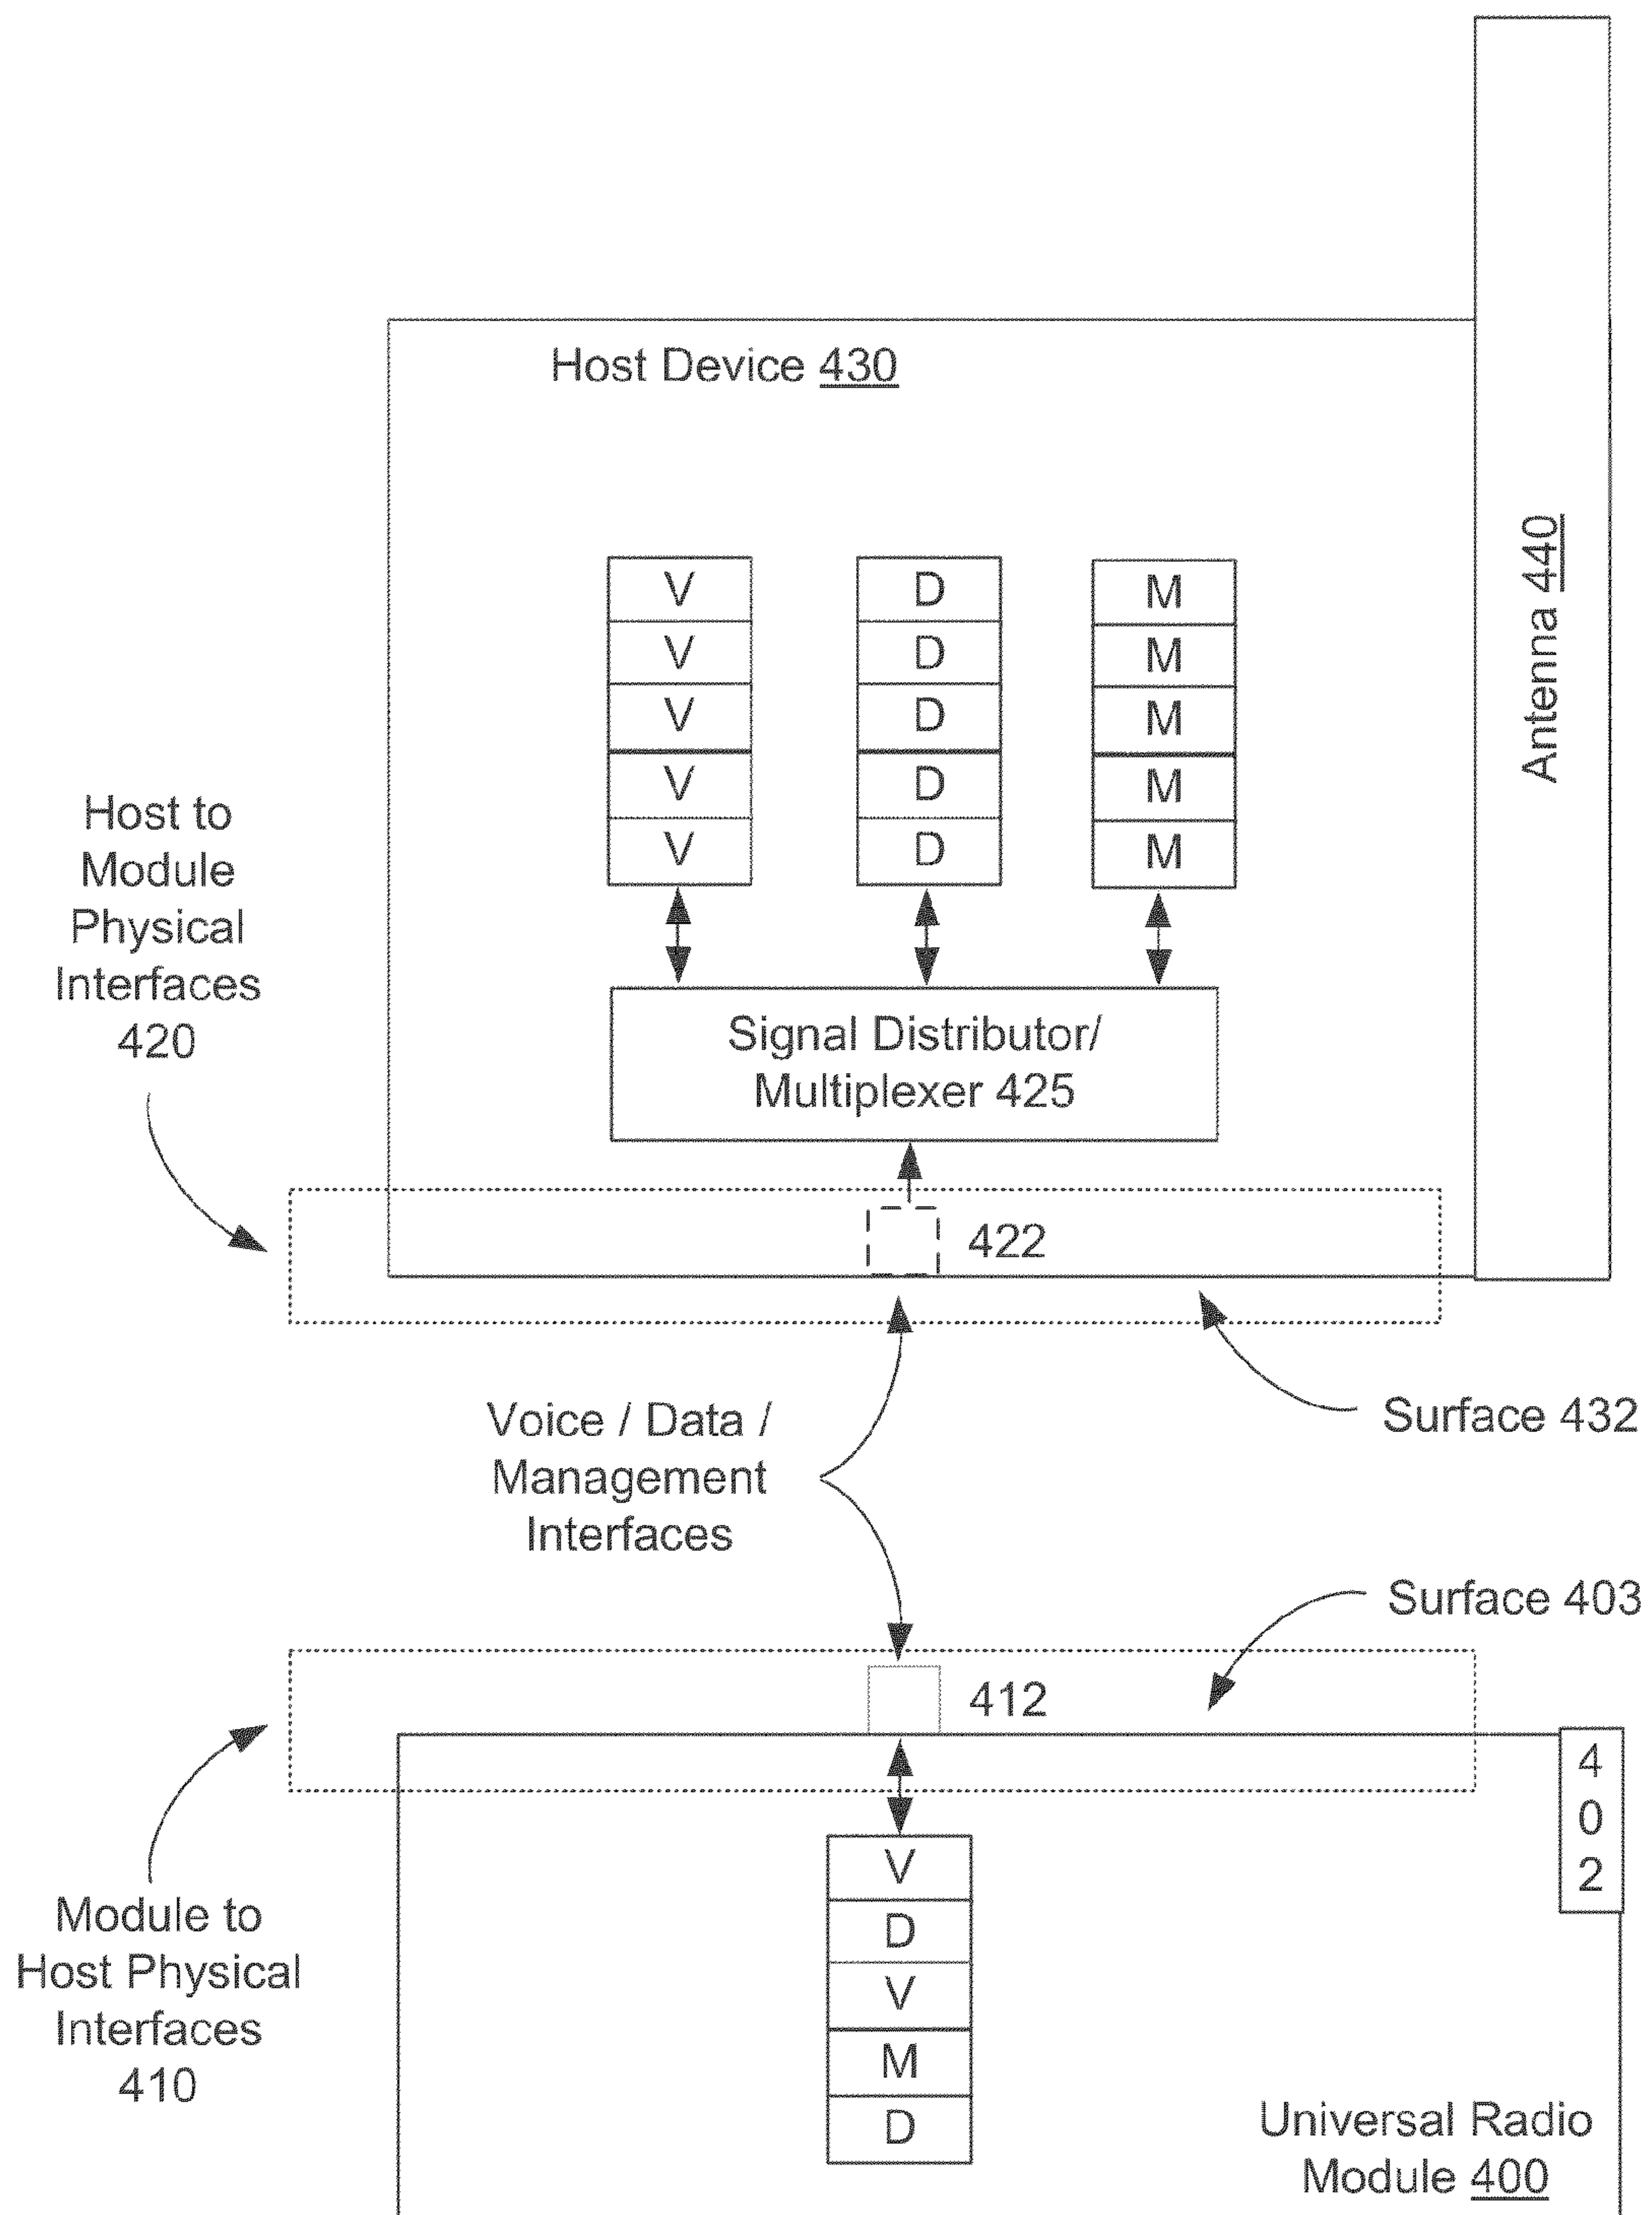 Host Device 430
Antenna 440
V D M
V D M
V D M
V D M
V D M
Host to
Module
Physical
Interfaces
420
Signal Distributor/
Multiplexer 425
422
Surface 432
Voice / Data /
Management
Interfaces
Surface 403
412
4
0
2
Module to
Host Physical
Interfaces
410
V
D
V
M
D
Universal Radio
Module 400